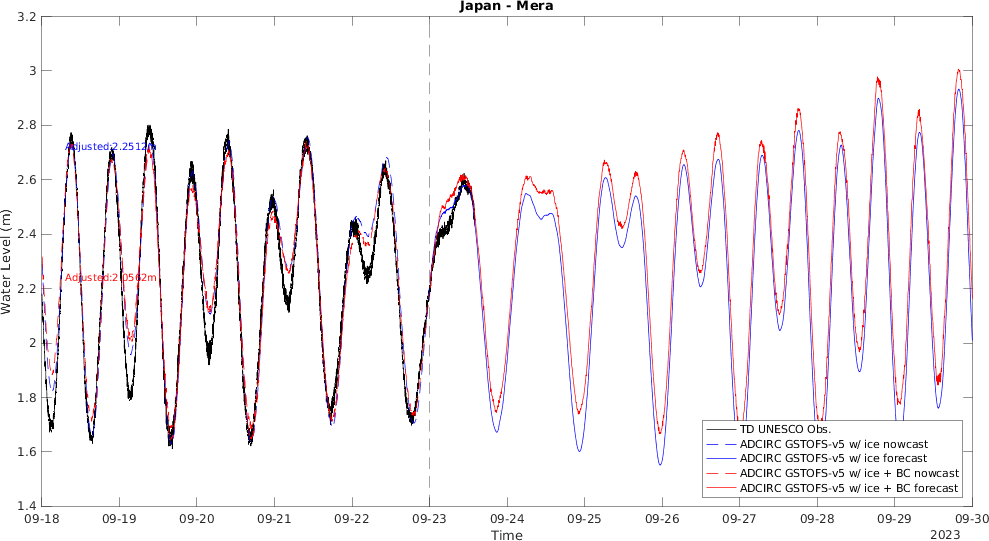 Japan - Mera
3.2
3
2.8
2.6
2.4
2.2
2
1.8
1.6
1.4
Water Level (m)
Adjusted:2.2512m
Adjusted:2.0562m
TD UNESCO Obs.
ADCIRC GSTOFS-v5 w/ ice nowcast
ADCIRC GSTOFS-v5 w/ ice forecast
ADCIRC GSTOFS-v5 w/ ice + BC nowcast
ADCIRC GSTOFS-v5 w/ ice + BC forecast
09-18 09-19 09-20 09-21 09-22 09-23 09-24 09-25 09-26 09-27 09-28 09-29 09-30
Time
2023